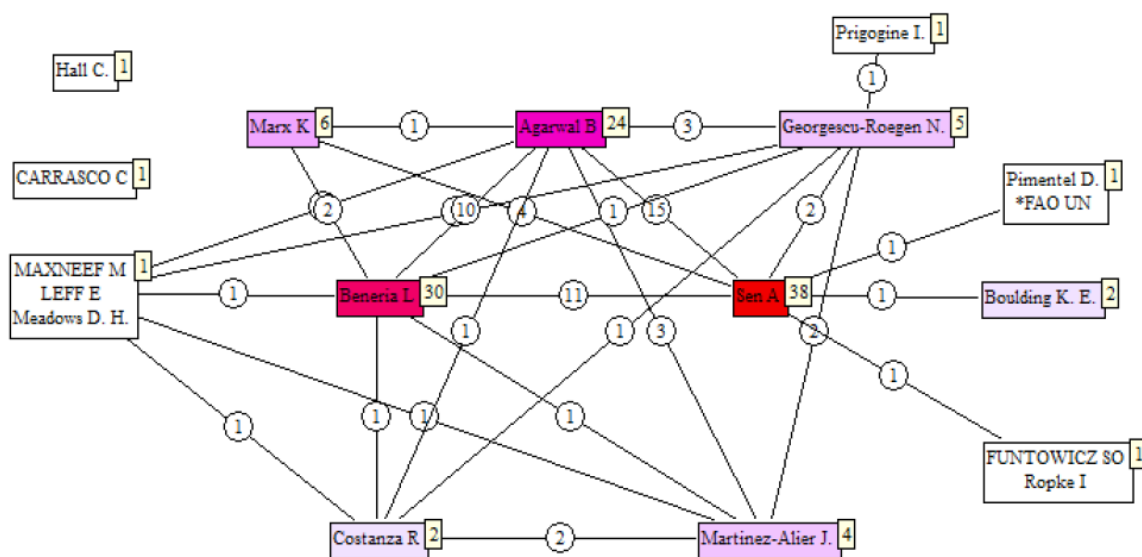 Prigogine I. 1
Hall C. 1
1
Marx K 6
1
Agarwal B 24
3
Georgescu-Roegen N. 5
CARRASCO C 1
Pimentel D. 1
*FAO UN
2
10
4
1
15
2
1
MAXNEEF M 1
LEFF E
Meadows D. H.
1
Beneria L 30
11
Sen A 38
1
Boulding K. E. 2
1
1
3
2
1
1
1
1
1
FUNTOWICZ SO 1
Ropke I
Costanza R 2
2
Martinez-Alier J. 4